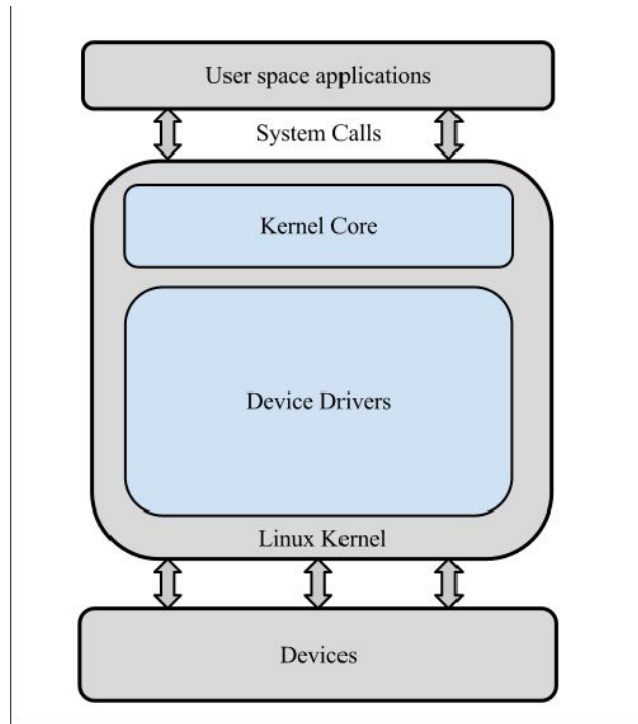 User space applications
System Calls
Kernel Core
Device Drivers
Linux Kernel
Devices